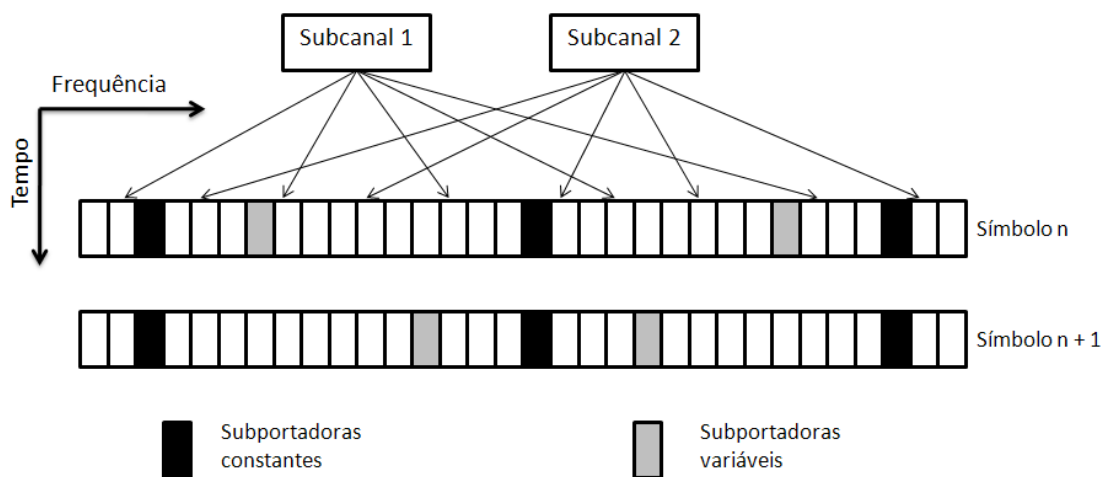 Subcanal 1
Subcanal 2
Frequência
Tempo
Símbolo n
Símbolo n + 1
Subportadoras
constantes
Subportadoras
variáveis